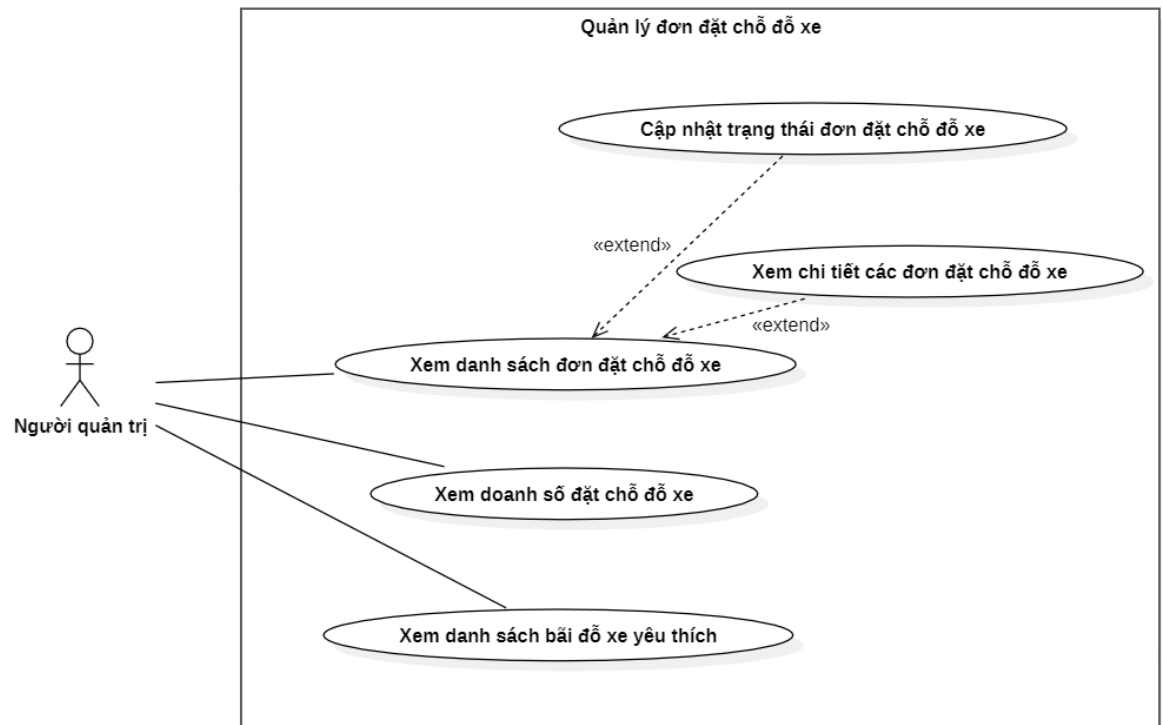 Quản lý đơn đặt chỗ đỗ xe
Cập nhật trạng thái đơn đặt chỗ đỗ xe
«extend»
Xem chi tiết các đơn đặt chỗ đỗ xe
«extend»
Xem danh sách đơn đặt chỗ đỗ xe
Người quản trị
Xem doanh số đặt chỗ đỗ xe
Xem danh sách bãi đỗ xe yêu thích